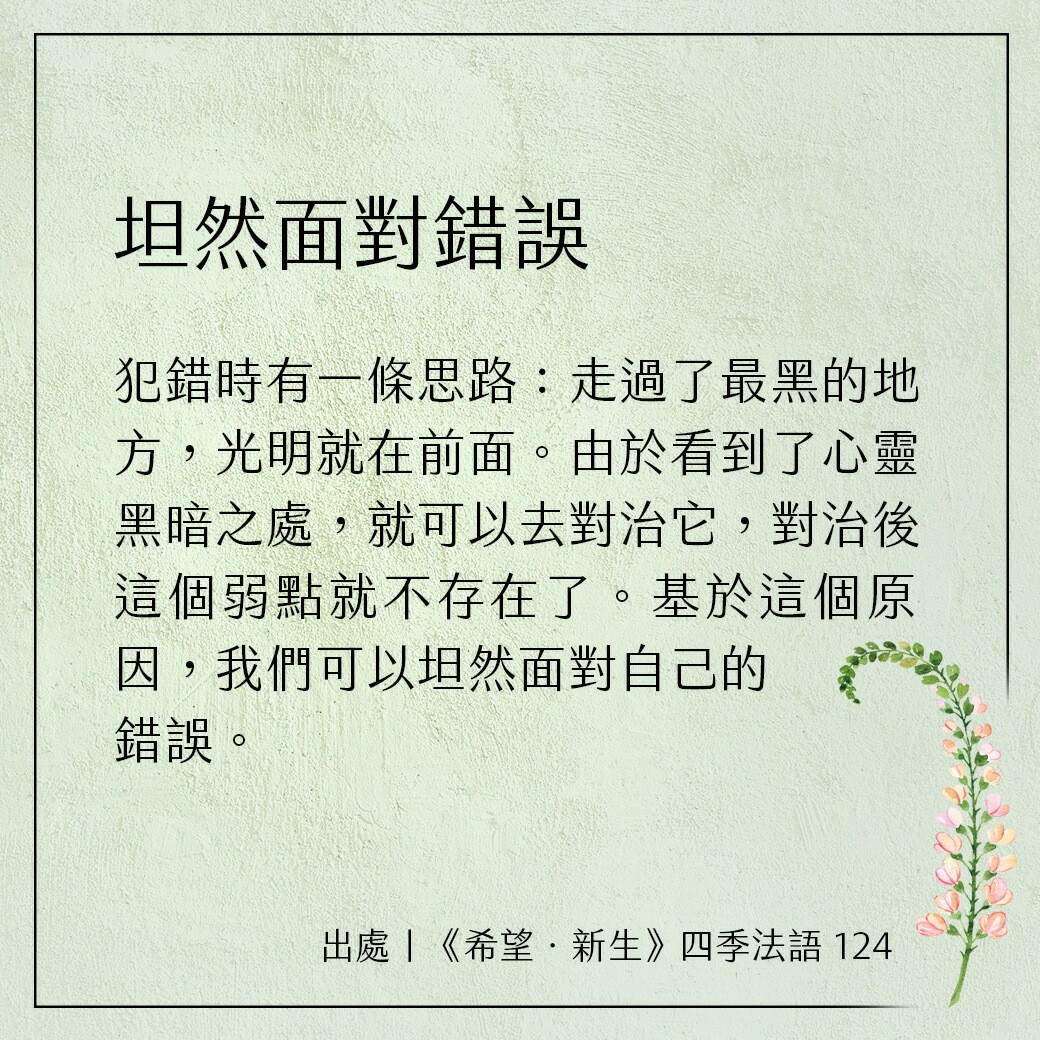 坦然面對錯誤
犯錯時有一條思路：走過了最黑的地
方，光明就在前面。由於看到了心靈
黑暗之處，就可以去對治它，對治後
這個弱點就不存在了。基於這個原
因，我們可以坦然面對自己的
錯誤。
出處｜《希望．新生》四季法語 124